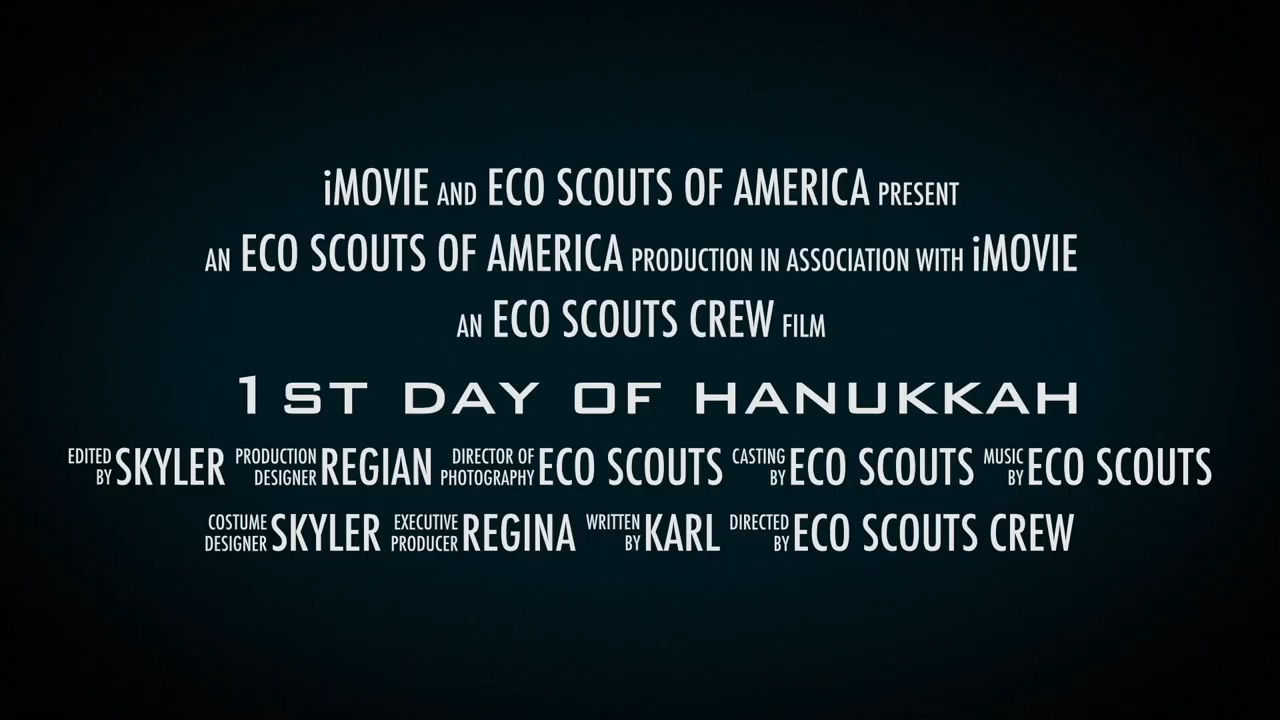 iMOVIE AND ECO SCOUTS OF AMERICA PRESENT
AN ECO SCOUTS OF AMERICA PRODUCTION IN ASSOCIATION WITH iMOVIE
AN ECO SCOUTS CREW FILM
1ST DAY OF HANUKKAH
EDITED BY SKYLER PRODUCTION DESIGNER REGIAN DIRECTOR OF PHOTOGRAPHY ECO SCOUTS CASTING BY ECO SCOUTS MUSIC BY ECO SCOUTS
COSTUME DESIGNER SKYLER EXECUTIVE PRODUCER REGINA WRITTEN BY KARL DIRECTED BY ECO SCOUTS CREW